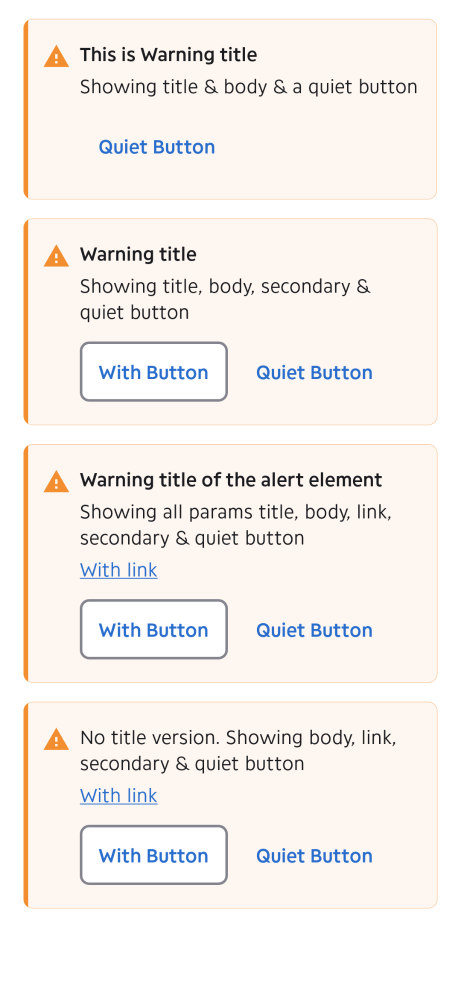 This is Warning title
Showing title & body & a quiet button
Quiet Button
Warning title
Showing title, body, secondary &
quiet button
With Button
Quiet Button
Warning title of the alert element
Showing all params title, body, link,
secondary & quiet button
With link
With Button
Quiet Button
No title version. Showing body, link,
secondary & quiet button
With link
With Button
Quiet Button